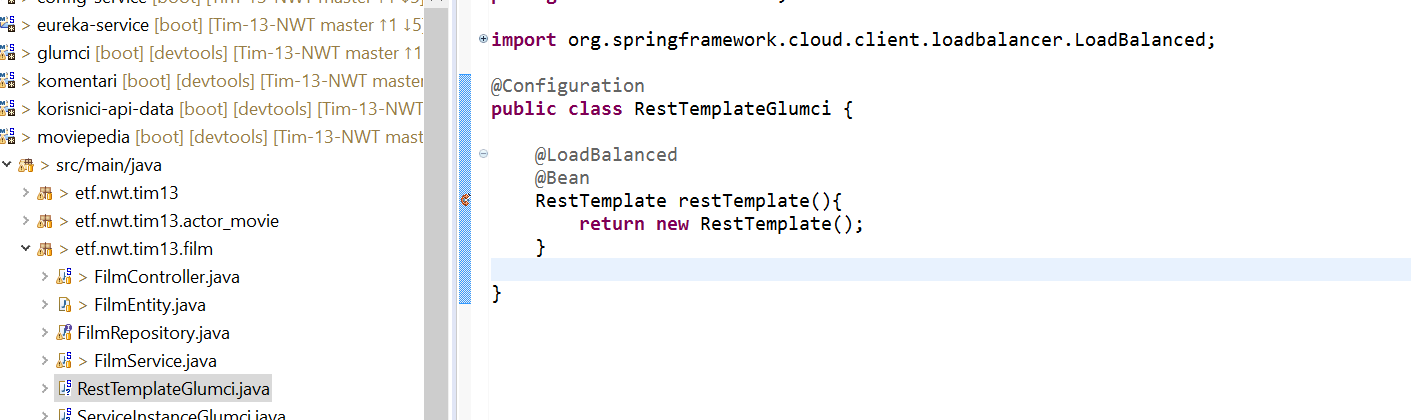 > eureka-service [boot] [Tim-13-NWT master ↑1 ↓5]
> glumci [boot] [devtools] [Tim-13-NWT master ↑1
> komentari [boot] [devtools] [Tim-13-NWT master
> korisnici-api-data [boot] [devtools] [Tim-13-NWT
> moviepedia [boot] [devtools] [Tim-13-NWT mast
> src/main/java
> etf.nwt.tim13
> etf.nwt.tim13.actor_movie
> etf.nwt.tim13.film
> FilmController.java
FilmEntity.java
FilmRepository.java
> FilmService.java
RestTemplateGlumci.java
ServiceInstanceGlumci.java
import org.springframework.cloud.client.loadbalancer.LoadBalanced;
@Configuration
public class RestTemplateGlumci {
@LoadBalanced
@Bean
RestTemplate restTemplate(){
return new RestTemplate();
}
}